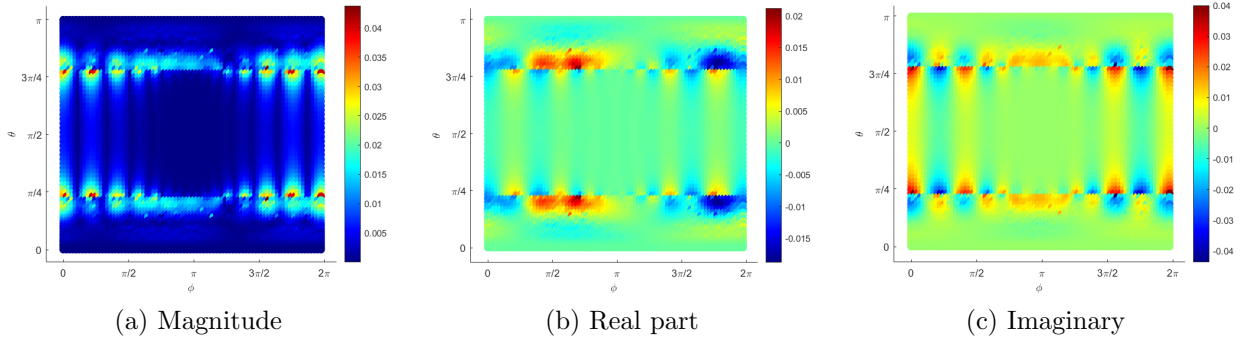 π
3π/4
θ
π/2
π/4
0
0
π/2
π
3π/2
2π
φ
0.04
0.035
0.03
0.025
0.02
0.015
0.01
0.005
(a) Magnitude
π
3π/4
θ
π/2
π/4
0
0
π/2
π
3π/2
2π
φ
0.02
0.015
0.01
0.005
0
-0.005
-0.01
-0.015
(b) Real part
π
3π/4
θ
π/2
π/4
0
0
π/2
π
3π/2
2π
φ
0.04
0.03
0.02
0.01
0
-0.01
-0.02
-0.03
-0.04
(c) Imaginary